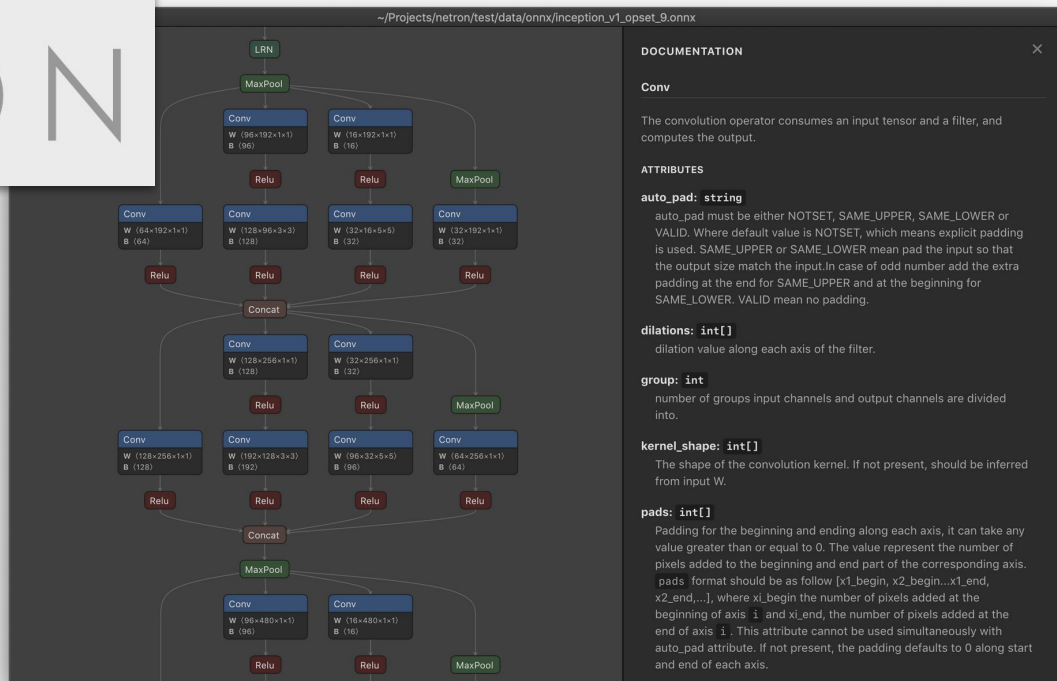 ~/Projects/netron/test/data/onnx/inception_v1_opset_9.onnx
ON
LRN
MaxPool
Conv
W ⟨96×192×1×1⟩
B ⟨96⟩
Conv
W ⟨16×192×1×1⟩
B ⟨16⟩
Relu
Relu
MaxPool
Conv
W ⟨64×192×1×1⟩
B ⟨64⟩
Conv
W ⟨128×96×3×3⟩
B ⟨128⟩
Conv
W ⟨32×16×5×5⟩
B ⟨32⟩
Conv
W ⟨32×192×1×1⟩
B ⟨32⟩
Relu
Relu
Relu
Relu
Concat
Conv
W ⟨128×256×1×1⟩
B ⟨128⟩
Conv
W ⟨32×256×1×1⟩
B ⟨32⟩
Relu
Relu
MaxPool
Conv
W ⟨128×256×1×1⟩
B ⟨128⟩
Conv
W ⟨192×128×3×3⟩
B ⟨192⟩
Conv
W ⟨96×32×5×5⟩
B ⟨96⟩
Conv
W ⟨64×256×1×1⟩
B ⟨64⟩
Relu
Relu
Relu
Relu
Concat
MaxPool
Conv
W ⟨96×480×1×1⟩
B ⟨96⟩
Conv
W ⟨16×480×1×1⟩
B ⟨16⟩
Relu
Relu
MaxPool
DOCUMENTATION
Conv
The convolution operator consumes an input tensor and a filter, and
computes the output.
ATTRIBUTES
auto_pad: string
auto_pad must be either NOTSET, SAME_UPPER, SAME_LOWER or
VALID. Where default value is NOTSET, which means explicit padding
is used. SAME_UPPER or SAME_LOWER mean pad the input so that
the output size match the input.In case of odd number add the extra
padding at the end for SAME_UPPER and at the beginning for
SAME_LOWER. VALID mean no padding.
dilations: int[]
dilation value along each axis of the filter.
group: int
number of groups input channels and output channels are divided
into.
kernel_shape: int[]
The shape of the convolution kernel. If not present, should be inferred
from input W.
pads: int[]
Padding for the beginning and ending along each axis, it can take any
value greater than or equal to 0. The value represent the number of
pixels added to the beginning and end part of the corresponding axis.
pads format should be as follow [x1_begin, x2_begin...x1_end,
x2_end,...], where xi_begin the number of pixels added at the
beginning of axis i and xi_end, the number of pixels added at the
end of axis i. This attribute cannot be used simultaneously with
auto_pad attribute. If not present, the padding defaults to 0 along start
and end of each axis.